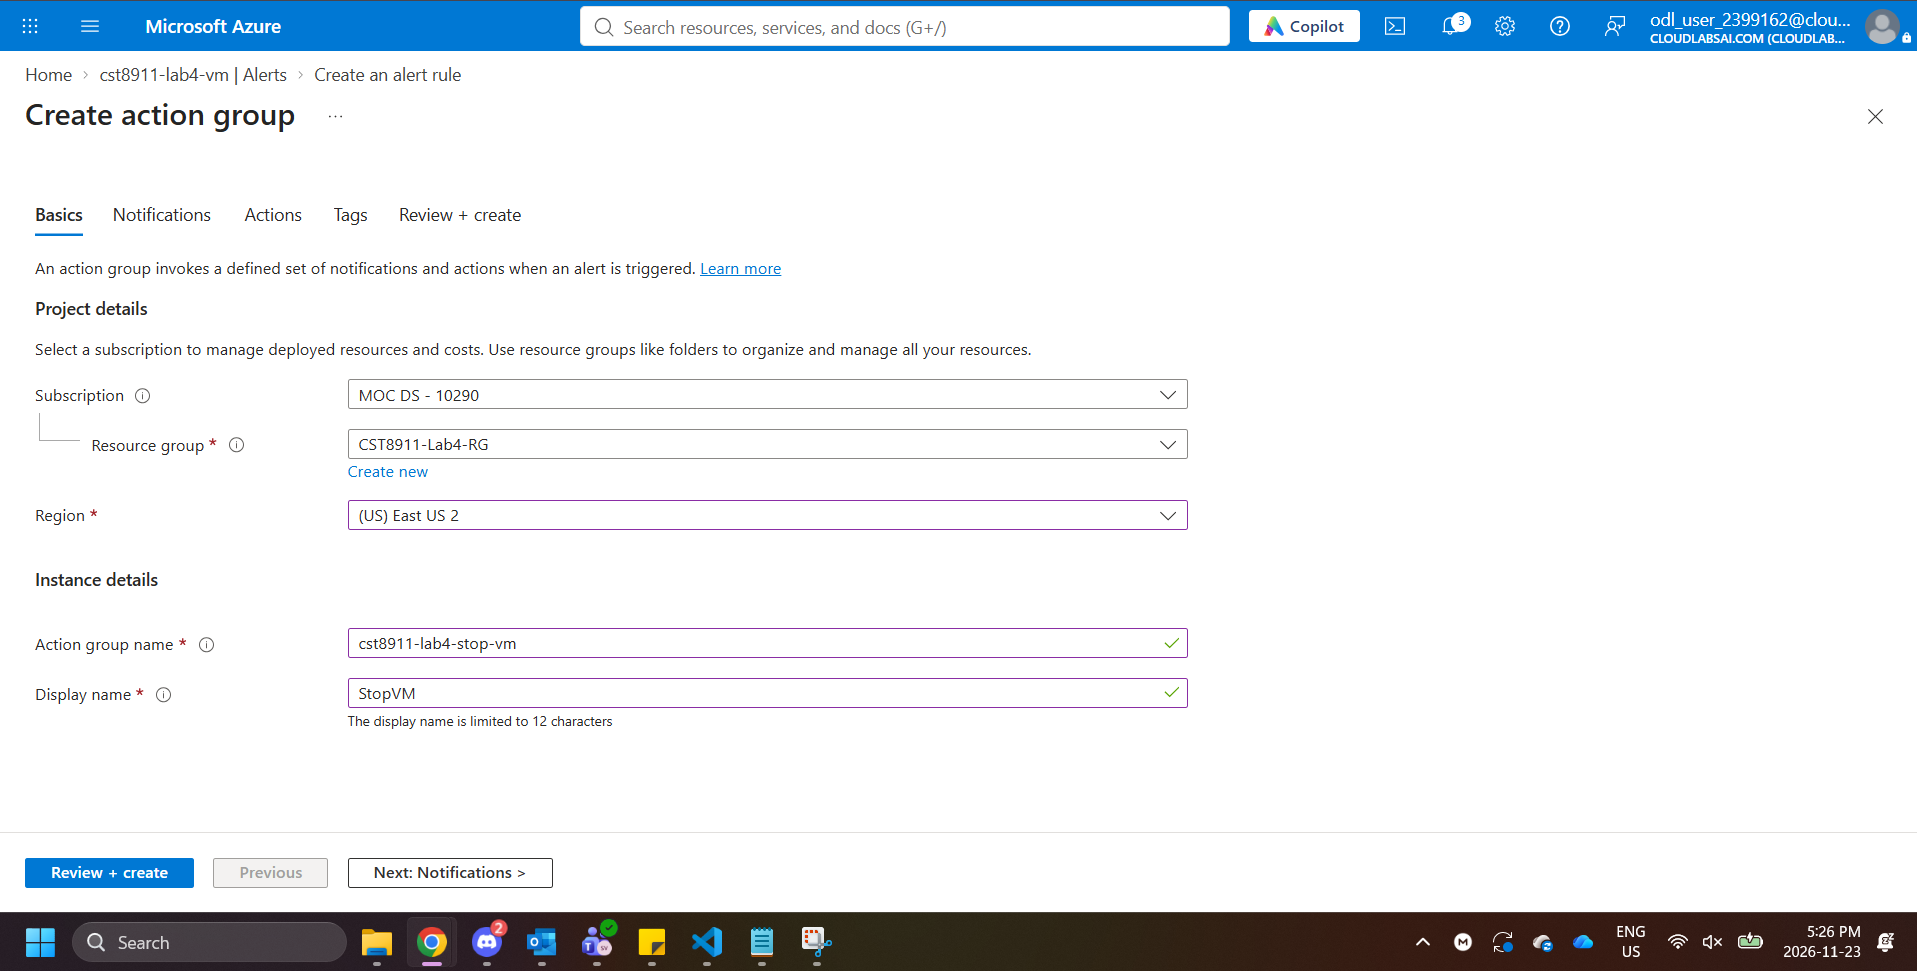 Microsoft Azure
Search resources, services, and docs (G+/)
Copilot
3
odl_user_2399162@clou...
CLOUDLABSAI.COM (CLOUDLAB...
Home > cst8911-lab4-vm | Alerts > Create an alert rule
Create action group ...
Basics
Notifications
Actions
Tags
Review + create
An action group invokes a defined set of notifications and actions when an alert is triggered. Learn more
Project details
Select a subscription to manage deployed resources and costs. Use resource groups like folders to organize and manage all your resources.
Subscription
MOC DS - 10290
Resource group *
CST8911-Lab4-RG
Create new
Region *
(US) East US 2
Instance details
Action group name *
cst8911-lab4-stop-vm
Display name *
StopVM
The display name is limited to 12 characters
Review + create
Previous
Next: Notifications >
Search
2
ENG
US
5:26 PM
2026-11-23